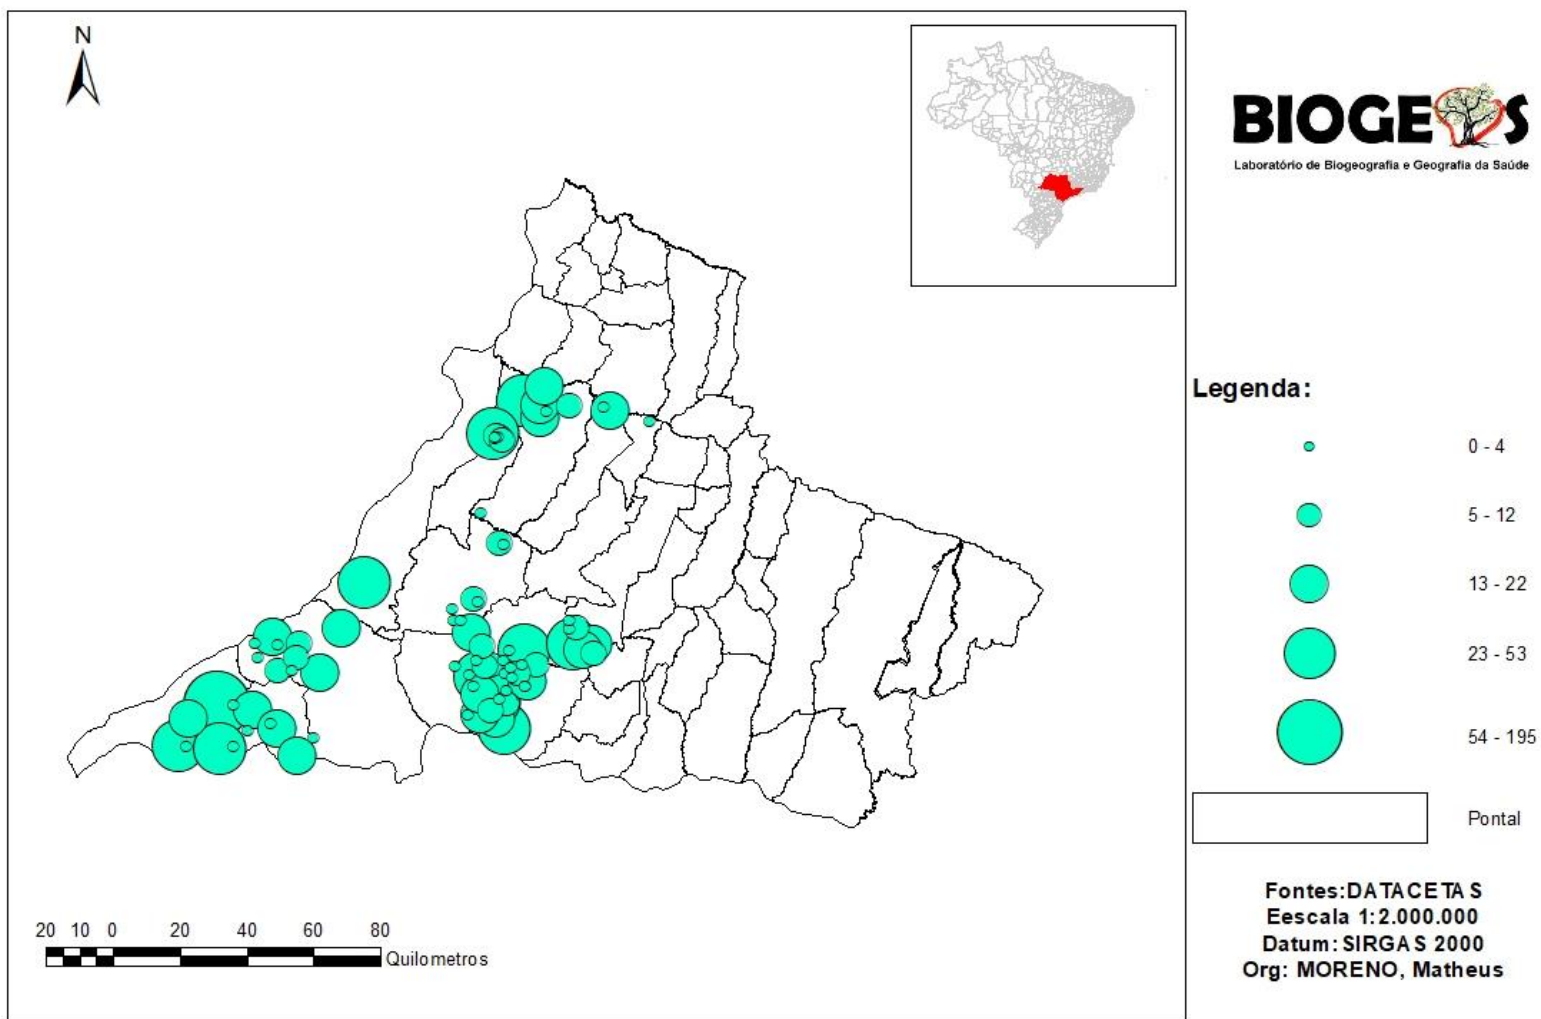 N
BIOGEOS
Laboratório de Biogeografia e Geografia da Saúde
Legenda:
0 - 4
5 - 12
13 - 22
23 - 53
54 - 195
Pontal
Fontes:DATACETAS
Eescala 1:2.000.000
Datum: SIRGAS 2000
Org: MORENO, Matheus
20 10 0 20 40 60 80
Quilometros